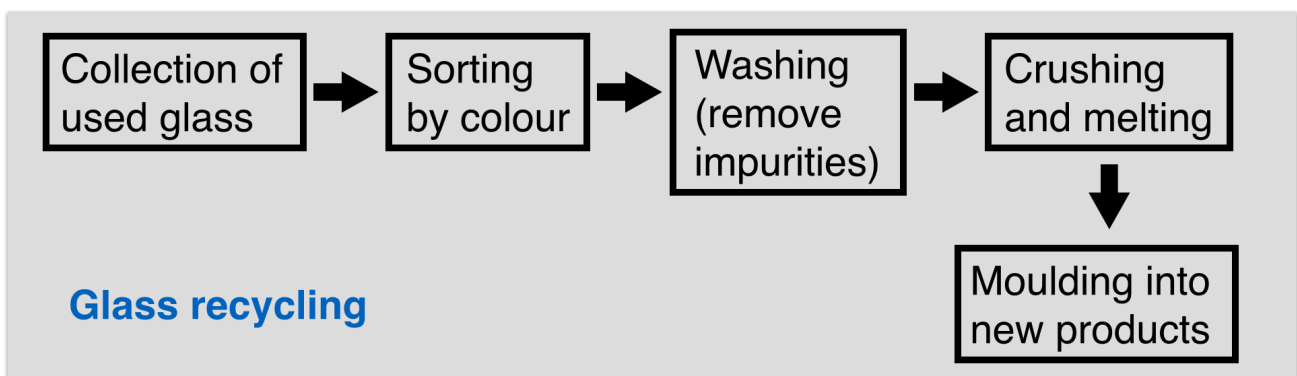 Collection of
used glass
Sorting
by colour
Washing
(remove
impurities)
Crushing
and melting
Moulding into
new products
Glass recycling